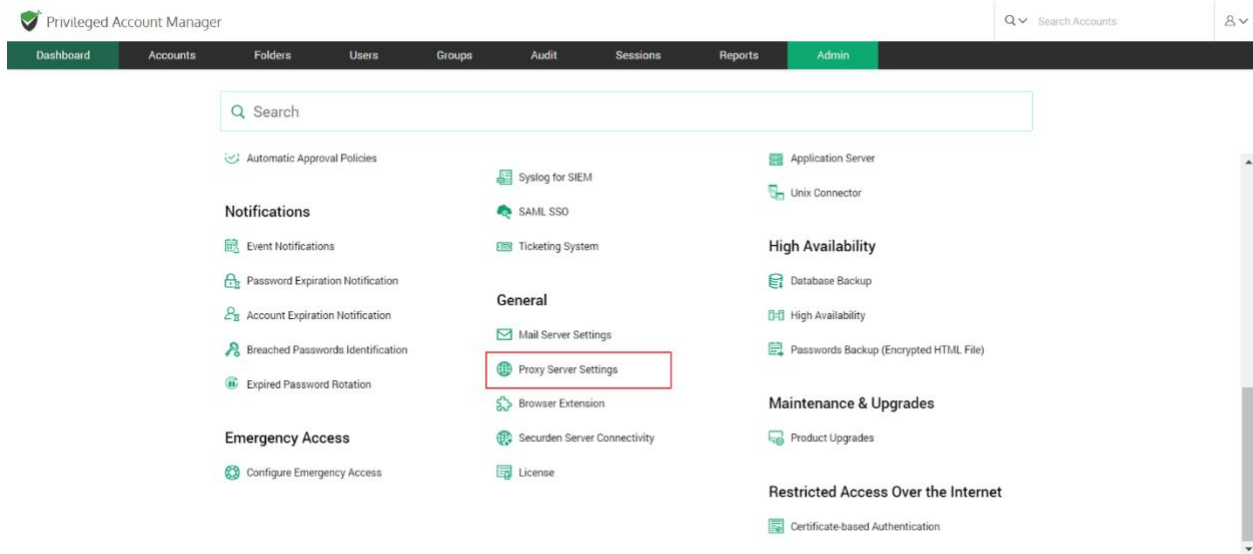 Privileged Account Manager
Search Accounts
Dashboard Accounts Folders Users Groups Audit Sessions Reports Admin
Search
Automatic Approval Policies
Notifications
Event Notifications
Password Expiration Notification
Account Expiration Notification
Breached Passwords Identification
Expired Password Rotation
Emergency Access
Configure Emergency Access
Syslog for SIEM
SAML SSO
Ticketing System
General
Mail Server Settings
Proxy Server Settings
Browser Extension
Securden Server Connectivity
License
Application Server
Unix Connector
High Availability
Database Backup
High Availability
Passwords Backup (Encrypted HTML File)
Maintenance & Upgrades
Product Upgrades
Restricted Access Over the Internet
Certificate-based Authentication